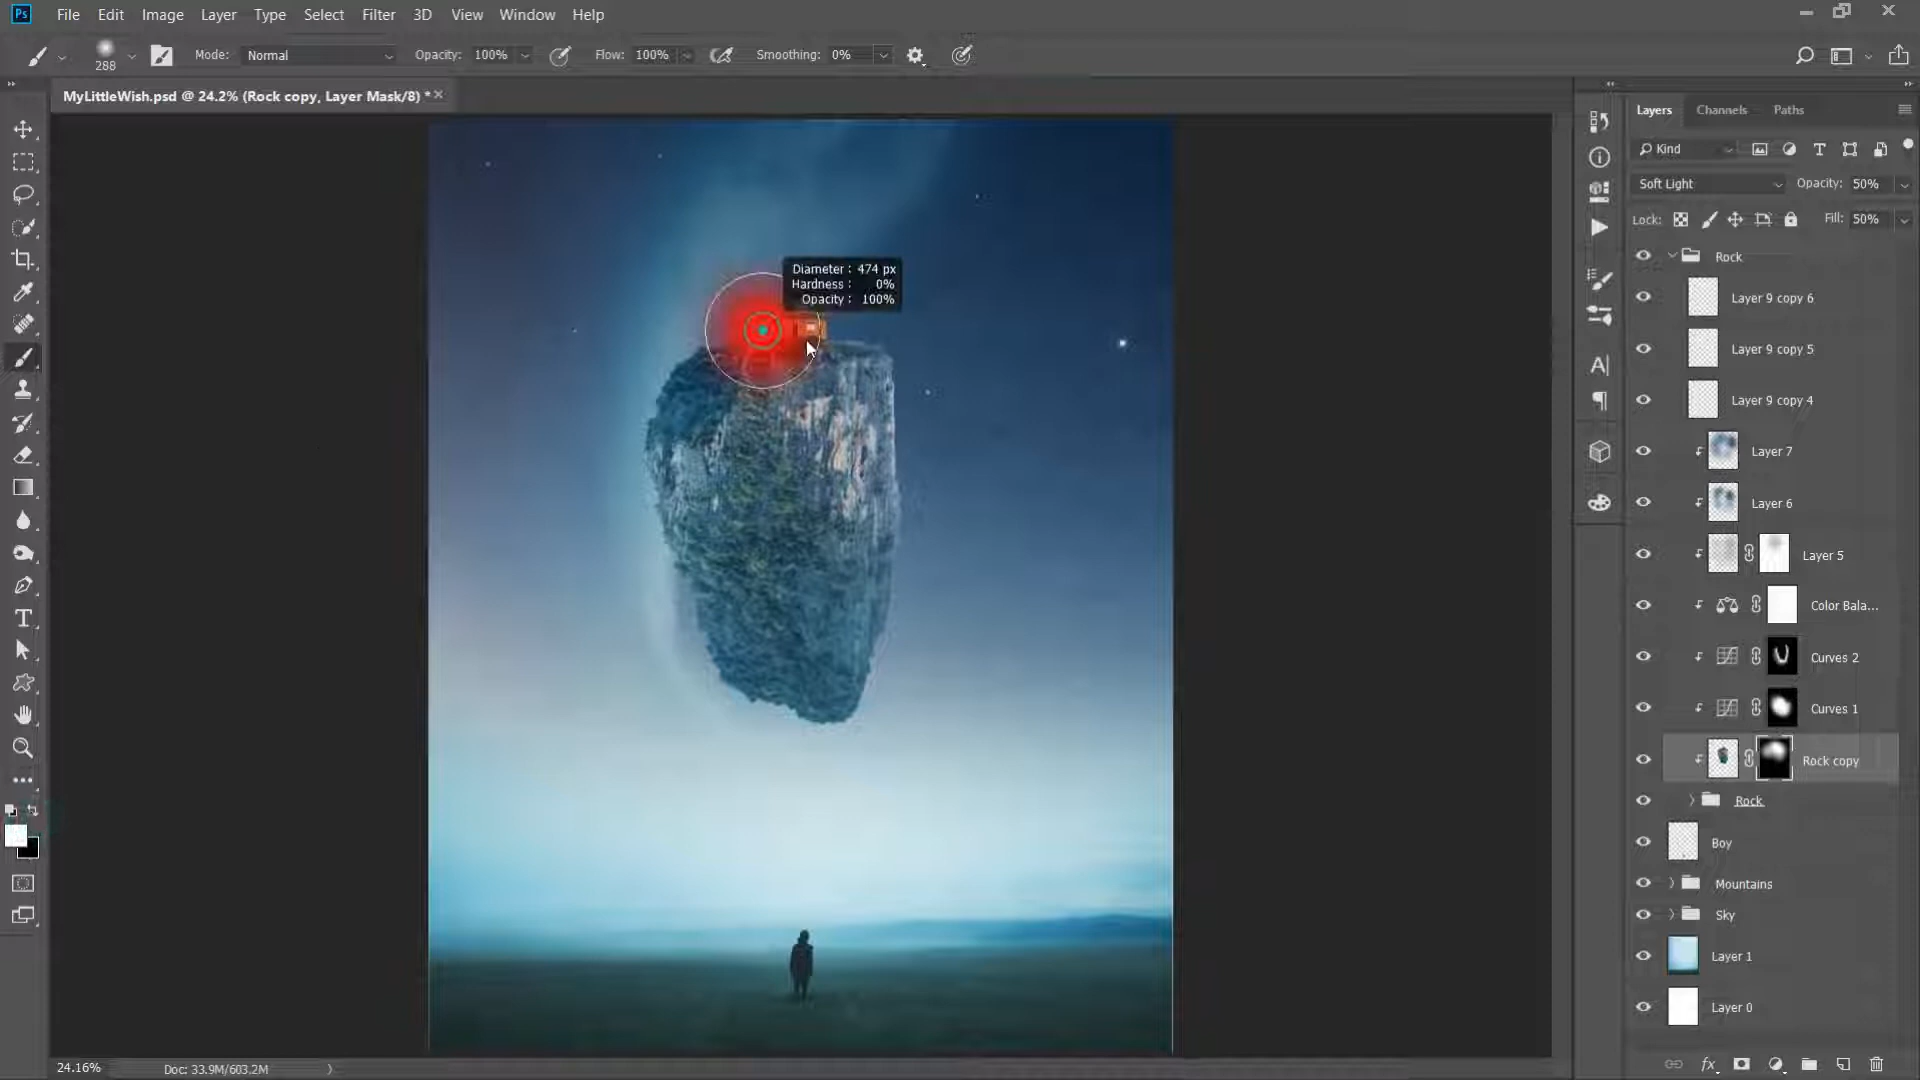 Ps File Edit Image Layer Type Select Filter 3D View Window Help
288 Mode: Normal Opacity: 100% Flow: 100% Smoothing: 0%
MyLittleWish.psd @ 24.2% (Rock copy, Layer Mask/8) *
Layers Channels Paths
Kind
Soft Light Opacity: 50%
Lock: Fill: 50%
Rock
Diameter : 474 px
Hardness : 0%
Opacity : 100%
Layer 9 copy 6
Layer 9 copy 5
Layer 9 copy 4
Layer 7
Layer 6
Layer 5
Color Bala...
Curves 2
Curves 1
Rock copy
Rock
Boy
Mountains
Sky
Layer 1
Layer 0
24.16% Doc: 33.9M/603.2M